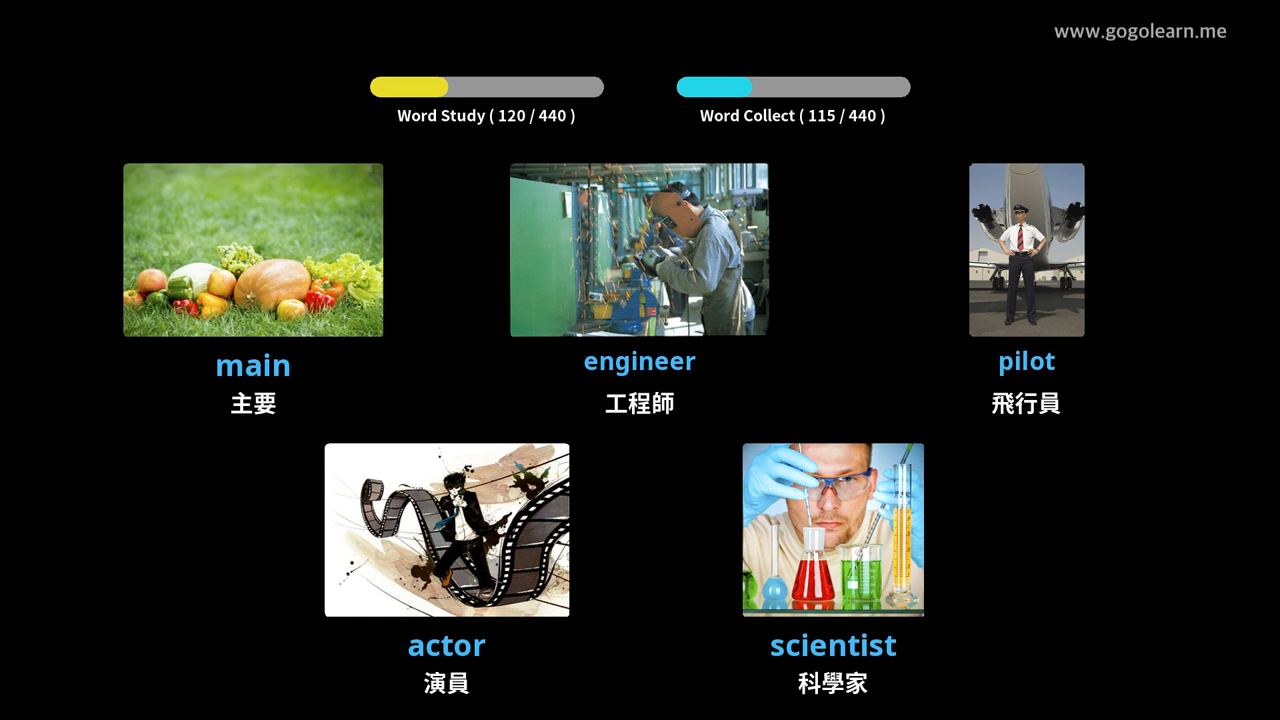 www.gogolearn.me
Word Study ( 120 / 440 )
Word Collect ( 115 / 440 )
main
主要
engineer
工程師
pilot
飛行員
actor
演員
scientist
科學家